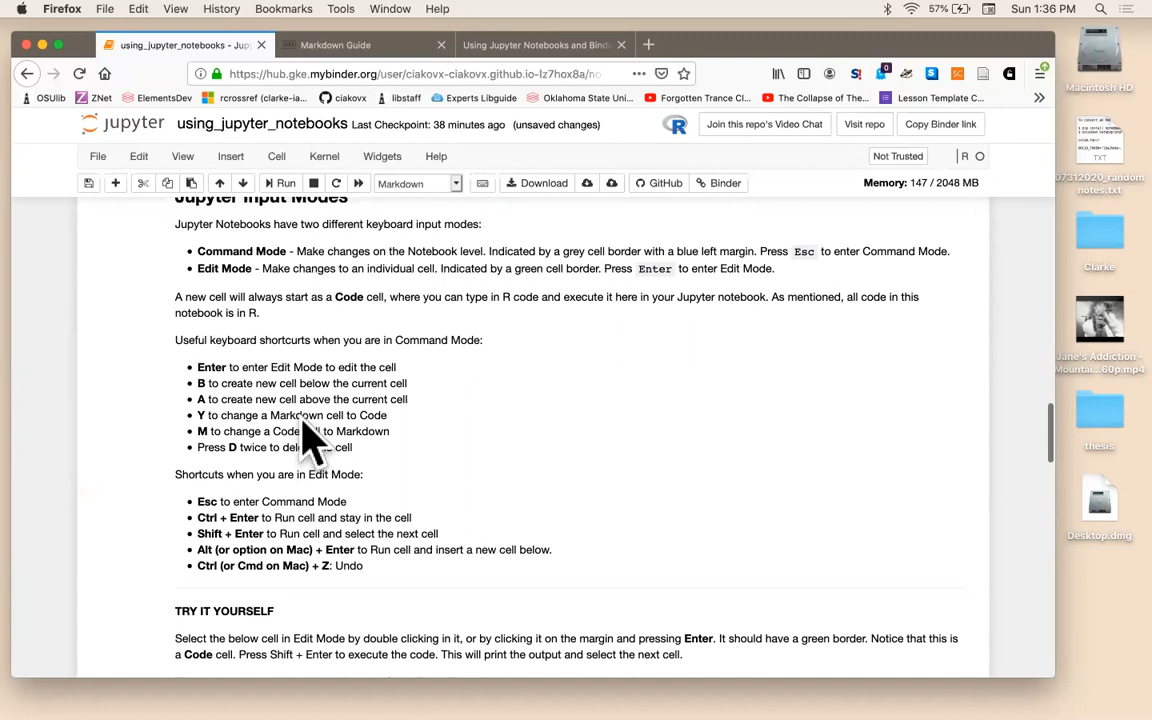 Firefox File Edit View History Bookmarks Tools Window Help 57% Sun 1:36 PM
using_jupyter_notebooks - Jup Markdown Guide Using Jupyter Notebooks and Bind
https://hub.gke.mybinder.org/user/ciakovx-ciakovx.github.io-lz7hox8a/no
OSUlib ZNet ElementsDev rcrossref (clarke-ia... ciakovx libstaff Experts Libguide Oklahoma State Uni... Forgotten Trance Cl... The Collapse of The... Lesson Template C...
jupyter using_jupyter_notebooks Last Checkpoint: 38 minutes ago (unsaved changes) Join this repo's Video Chat Visit repo Copy Binder link
File Edit View Insert Cell Kernel Widgets Help Not Trusted R
Run Markdown Download GitHub Binder Memory: 147 / 2048 MB
Jupyter Input Modes
Jupyter Notebooks have two different keyboard input modes:
• Command Mode - Make changes on the Notebook level. Indicated by a grey cell border with a blue left margin. Press Esc to enter Command Mode.
• Edit Mode - Make changes to an individual cell. Indicated by a green cell border. Press Enter to enter Edit Mode.
A new cell will always start as a Code cell, where you can type in R code and execute it here in your Jupyter notebook. As mentioned, all code in this
notebook is in R.
Useful keyboard shortcurts when you are in Command Mode:
• Enter to enter Edit Mode to edit the cell
• B to create new cell below the current cell
• A to create new cell above the current cell
• Y to change a Markdown cell to Code
• M to change a Code to Markdown
• Press D twice to cell
Shortcuts when you are in Edit Mode:
• Esc to enter Command Mode
• Ctrl + Enter to Run cell and stay in the cell
• Shift + Enter to Run cell and select the next cell
• Alt (or option on Mac) + Enter to Run cell and insert a new cell below.
• Ctrl (or Cmd on Mac) + Z: Undo
TRY IT YOURSELF
Select the below cell in Edit Mode by double clicking in it, or by clicking it on the margin and pressing Enter. It should have a green border. Notice that this is
a Code cell. Press Shift + Enter to execute the code. This will print the output and select the next cell.
Macintosh HD
TXT
07312020_random
notes.txt
Clarke
Jane's Addiction -
Mountai...60p.mp4
thesis
Desktop.dmg